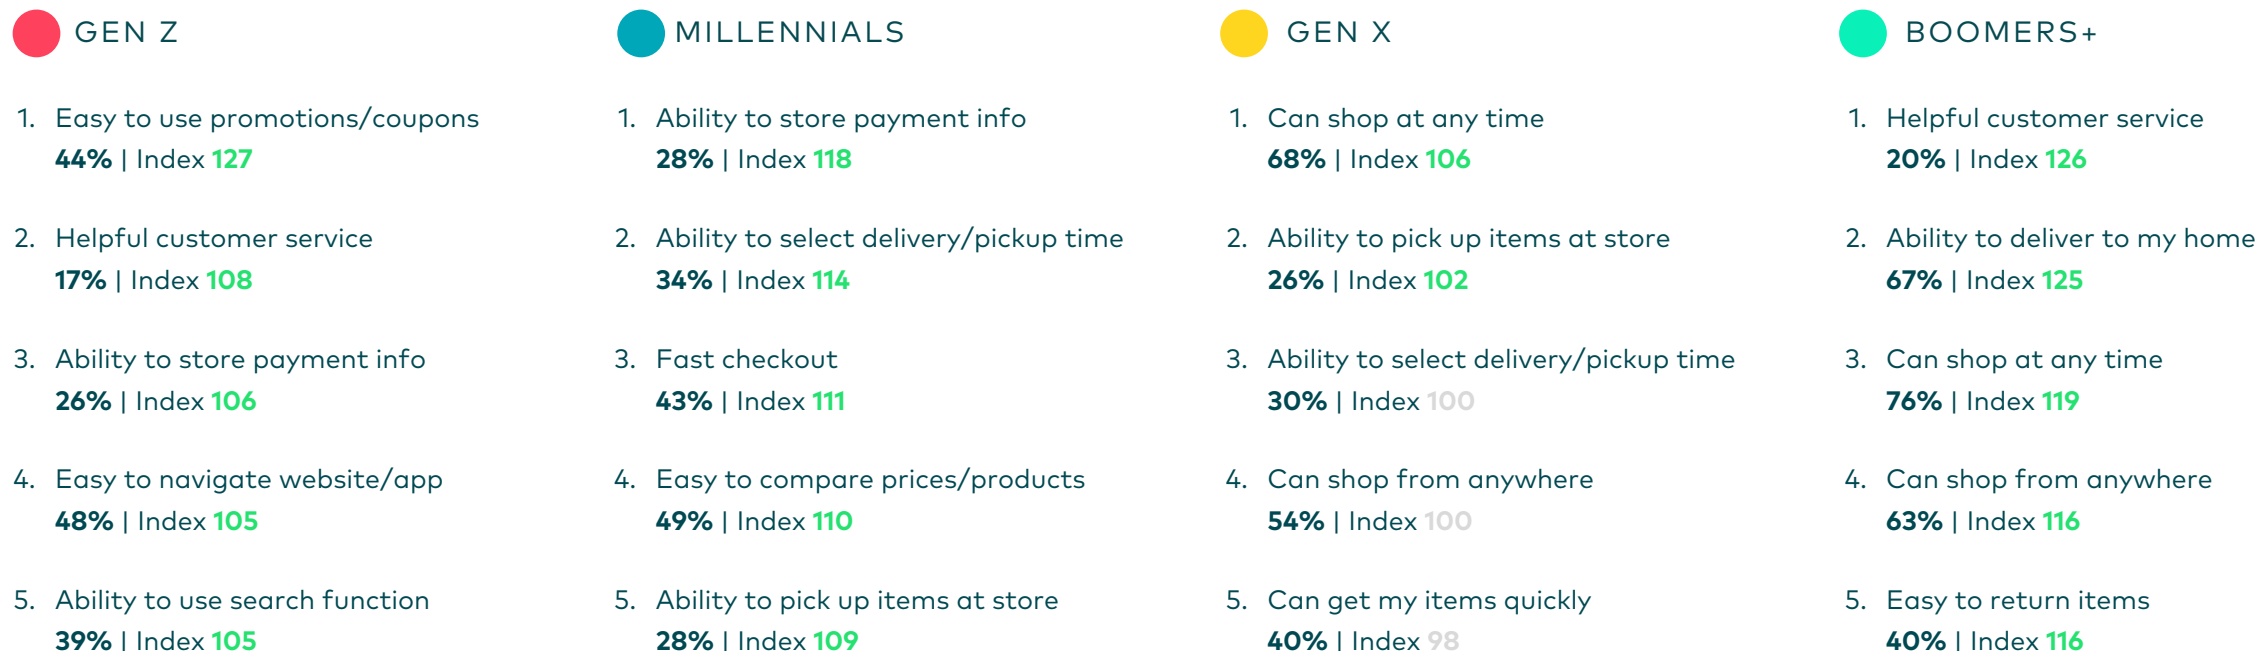 GEN Z
1. Easy to use promotions/coupons
44% | Index 127
2. Helpful customer service
17% | Index 108
3. Ability to store payment info
26% | Index 106
4. Easy to navigate website/app
48% | Index 105
5. Ability to use search function
39% | Index 105
MILLENNIALS
1. Ability to store payment info
28% | Index 118
2. Ability to select delivery/pickup time
34% | Index 114
3. Fast checkout
43% | Index 111
4. Easy to compare prices/products
49% | Index 110
5. Ability to pick up items at store
28% | Index 109
GEN X
1. Can shop at any time
68% | Index 106
2. Ability to pick up items at store
26% | Index 102
3. Ability to select delivery/pickup time
30% | Index 100
4. Can shop from anywhere
54% | Index 100
5. Can get my items quickly
40% | Index 98
BOOMERS+
1. Helpful customer service
20% | Index 126
2. Ability to deliver to my home
67% | Index 125
3. Can shop at any time
76% | Index 119
4. Can shop from anywhere
63% | Index 116
5. Easy to return items
40% | Index 116